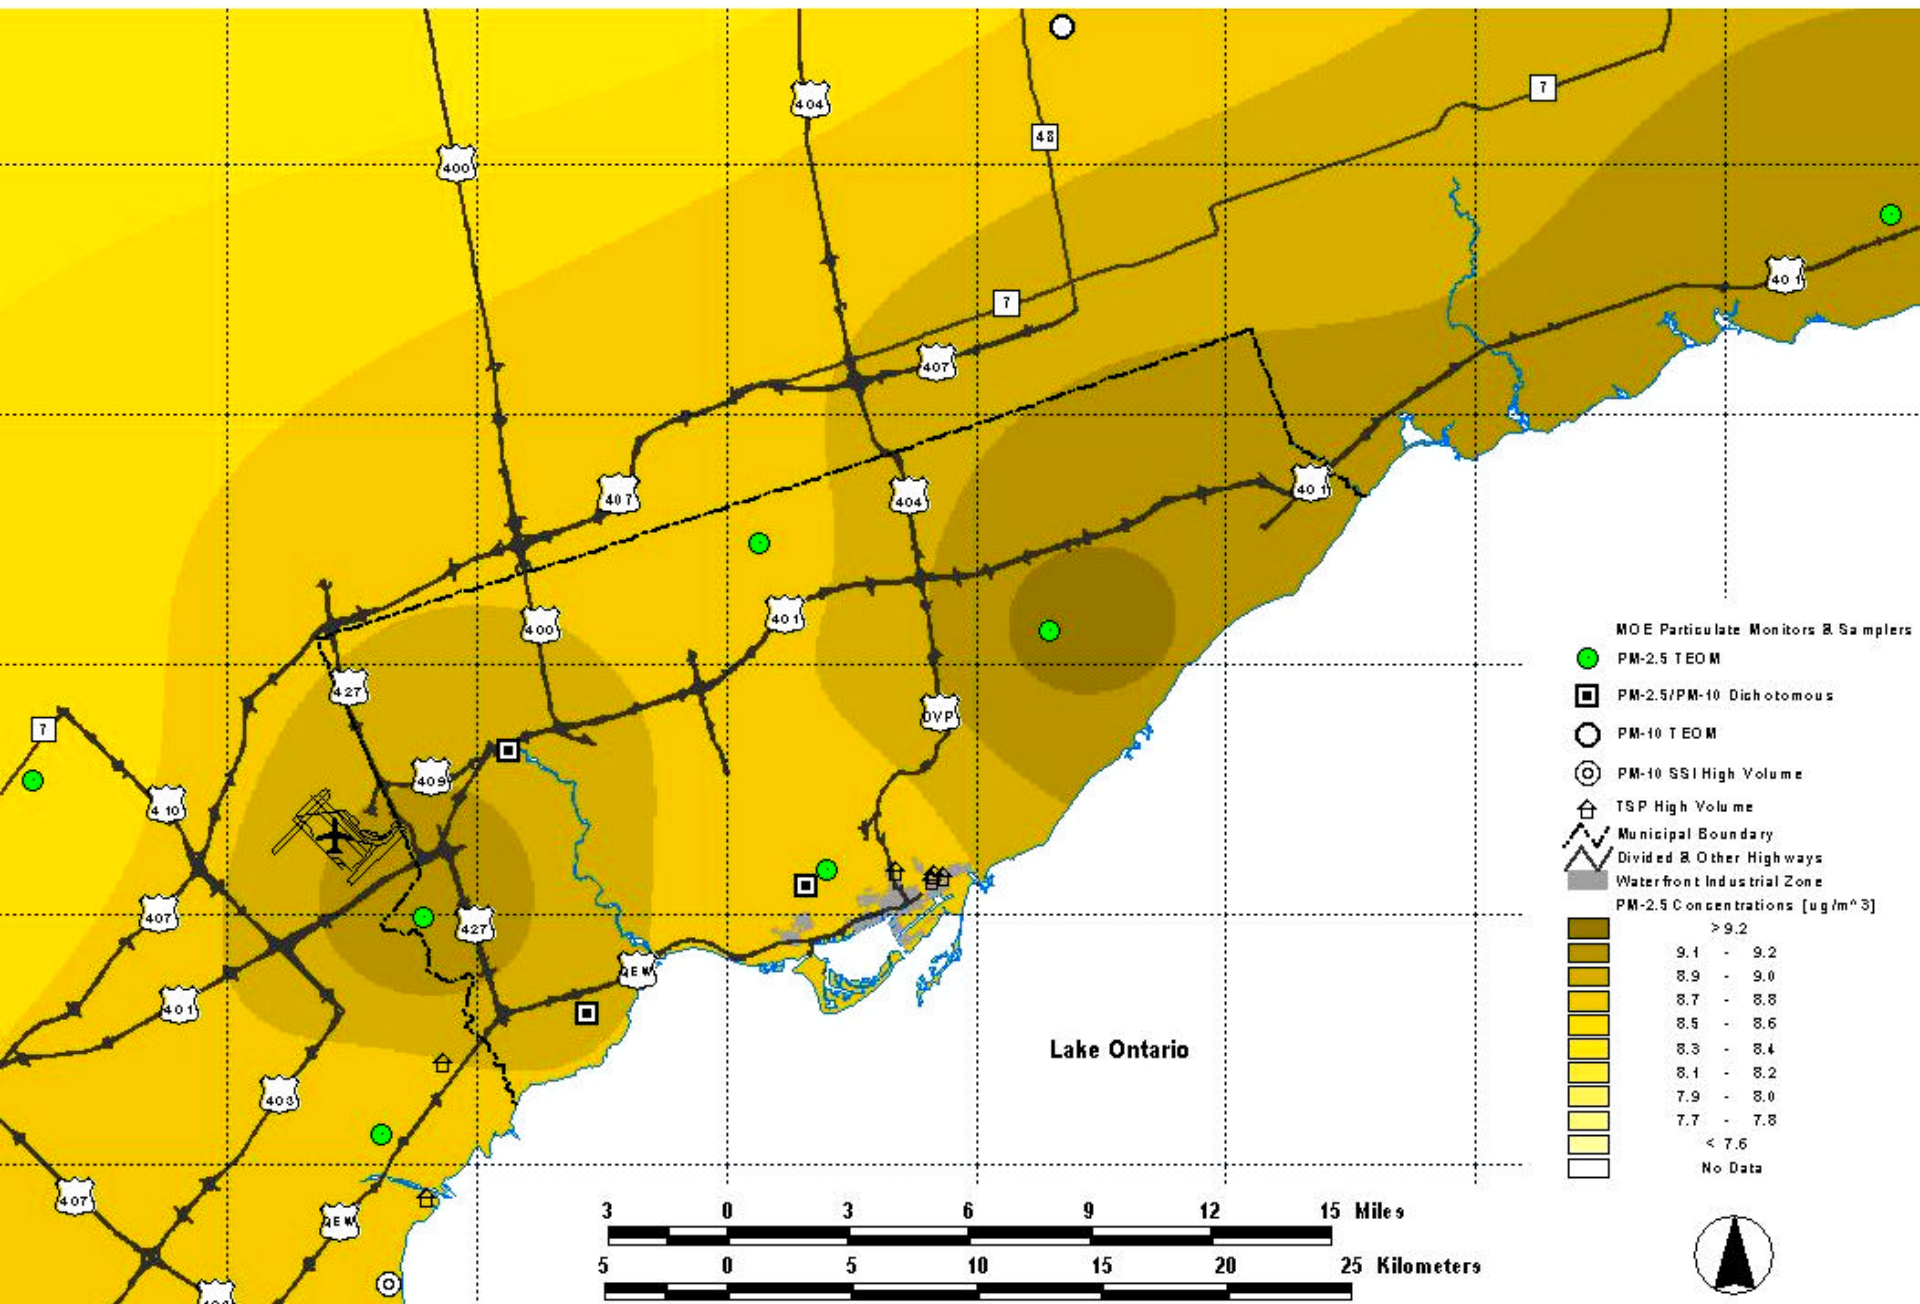 404
7
48
400
7
401
407
407
404
401
401
400
427
7
DVP
409
410
407
427
QEW
401
Lake Ontario
403
407
QEW
MOE Particulate Monitors & Samplers
PM-2.5 TEOM
PM-2.5/PM-10 Dichotomous
PM-10 TEOM
PM-10 SSI High Volume
TSP High Volume
Municipal Boundary
Divided & Other Highways
Waterfront Industrial Zone
PM-2.5 Concentrations [ug/m^3]
>9.2
9.1 - 9.2
8.9 - 9.0
8.7 - 8.8
8.5 - 8.6
8.3 - 8.4
8.1 - 8.2
7.9 - 8.0
7.7 - 7.8
< 7.6
No Data
3 0 3 6 9 12 15 Miles
5 0 5 10 15 20 25 Kilometers